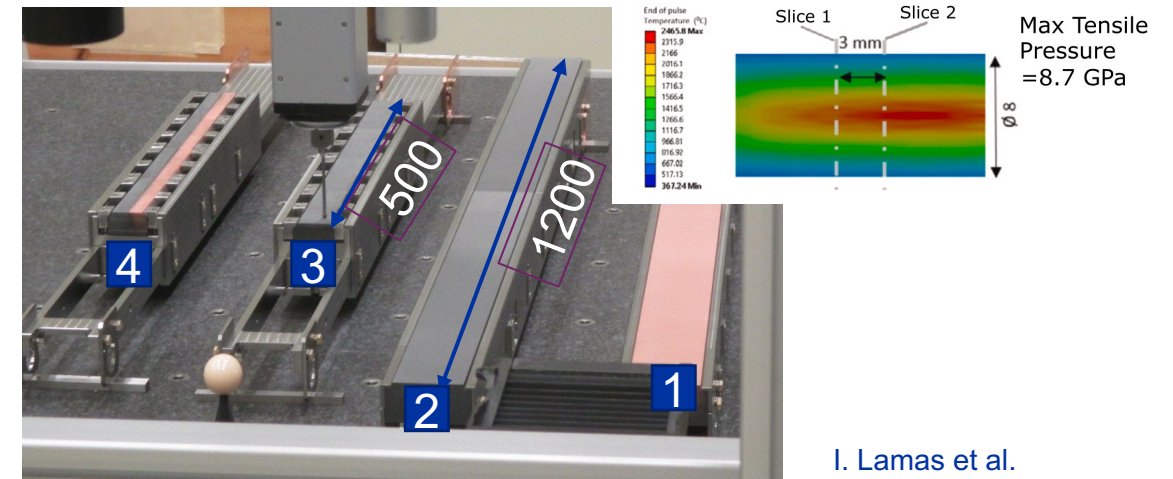 End of pulse
Temperature (⁰C)
2465.8 Max
2315.9
2166
2016.1
1866.2
1716.3
1566.4
1416.5
1266.6
1116.7
966.81
816.92
667.02
517.13
367.24 Min
Slice 1
Slice 2
3 mm
Ø 8
Max Tensile
Pressure
=8.7 GPa
500
1200
4
3
2
1
I. Lamas et al.